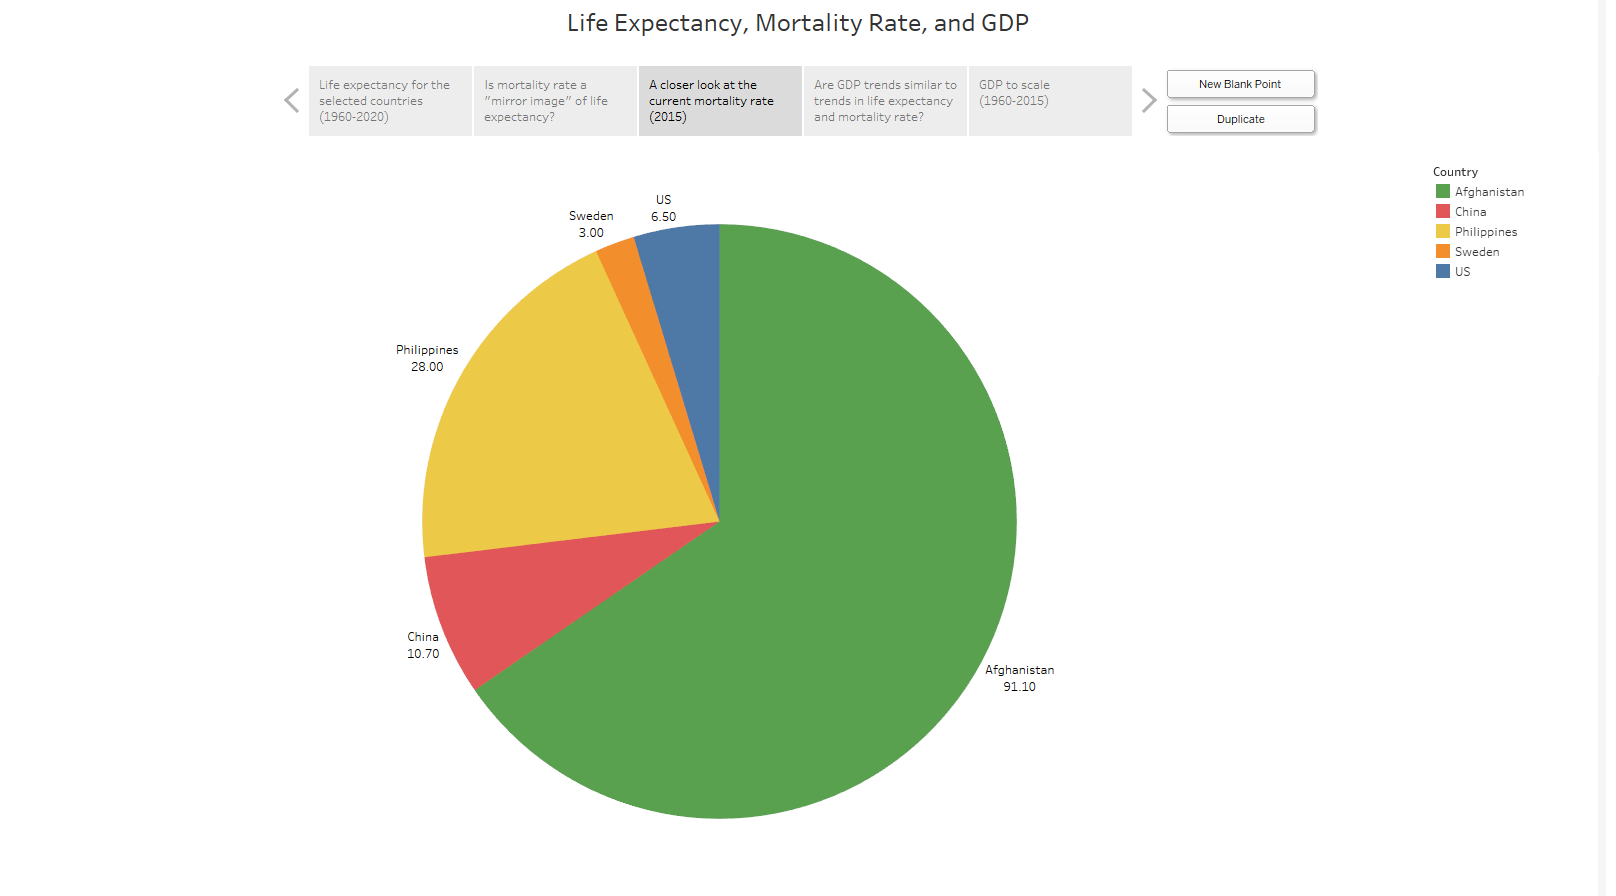 Life Expectancy, Mortality Rate, and GDP
Life expectancy for the
selected countries
(1960-2020)
Is mortality rate a
"mirror image" of life
expectancy?
A closer look at the
current mortality rate
(2015)
Are GDP trends similar to
trends in life expectancy
and mortality rate?
GDP to scale
(1960-2015)
New Blank Point
Duplicate
Country
Afghanistan
China
Philippines
Sweden
US
US
6.50
Sweden
3.00
Philippines
28.00
China
10.70
Afghanistan
91.10